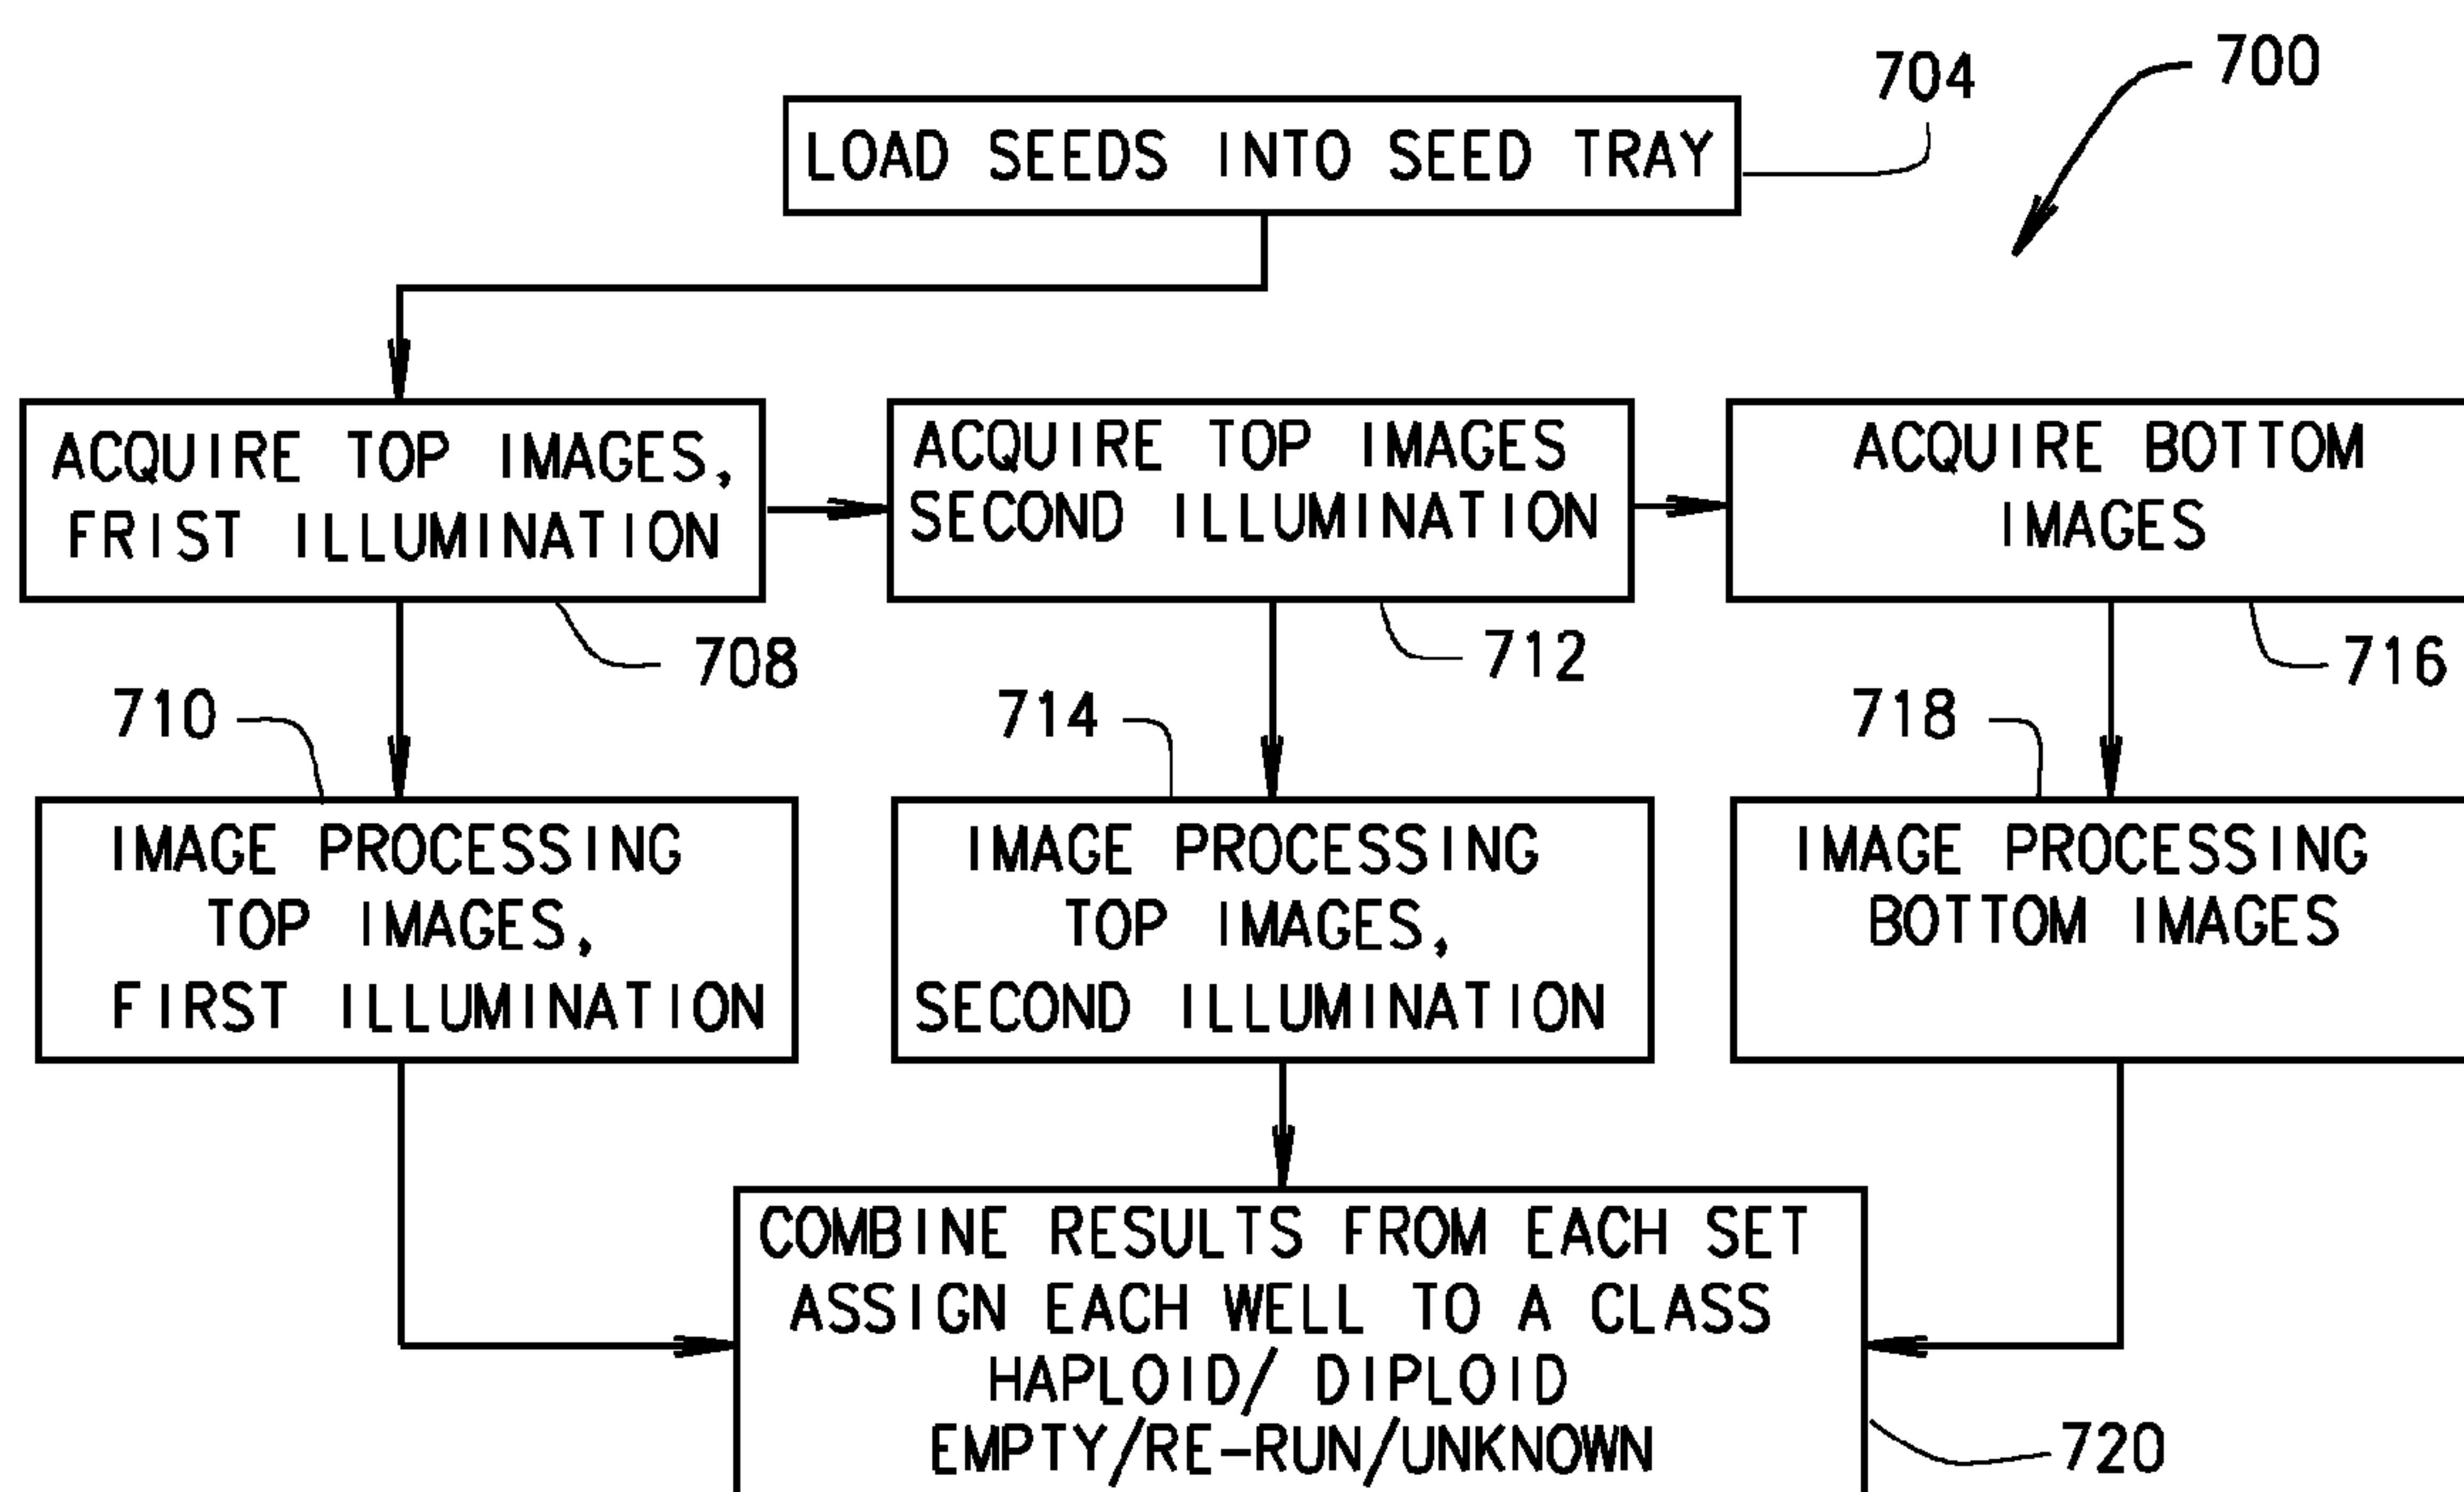 700
704
LOAD SEEDS INTO SEED TRAY
ACQUIRE TOP IMAGES,
FRIST ILLUMINATION
708
ACQUIRE TOP IMAGES
SECOND ILLUMINATION
712
ACQUIRE BOTTOM
IMAGES
716
710
IMAGE PROCESSING
TOP IMAGES,
FIRST ILLUMINATION
714
IMAGE PROCESSING
TOP IMAGES,
SECOND ILLUMINATION
718
IMAGE PROCESSING
BOTTOM IMAGES
COMBINE RESULTS FROM EACH SET
ASSIGN EACH WELL TO A CLASS
HAPLOID/ DIPLOID
EMPTY/RE-RUN/UNKNOWN
720